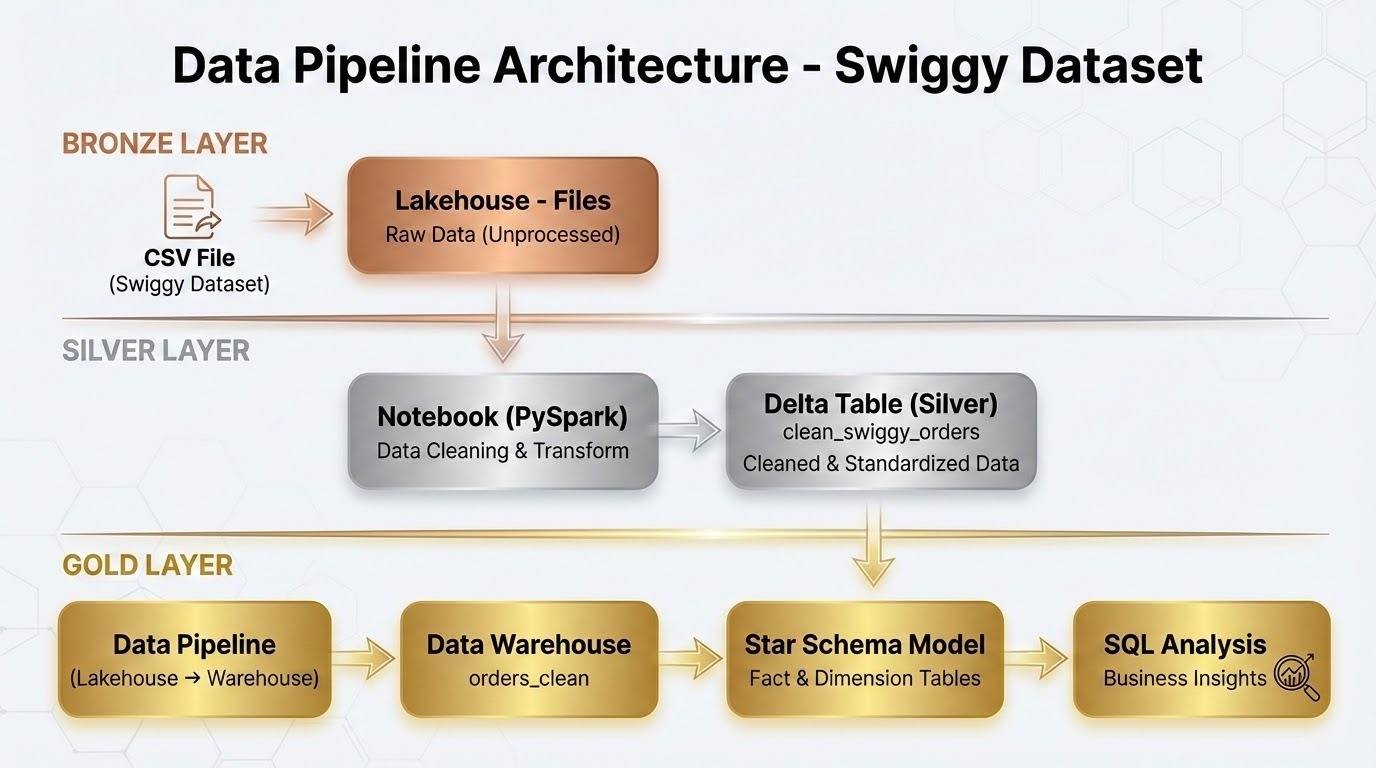 Data Pipeline Architecture - Swiggy Dataset
BRONZE LAYER
CSV File
(Swiggy Dataset)
Lakehouse - Files
Raw Data (Unprocessed)
SILVER LAYER
Notebook (PySpark)
Data Cleaning & Transform
Delta Table (Silver)
clean_swiggy_orders
Cleaned & Standardized Data
GOLD LAYER
Data Pipeline
(Lakehouse → Warehouse)
Data Warehouse
orders_clean
Star Schema Model
Fact & Dimension Tables
SQL Analysis
Business Insights